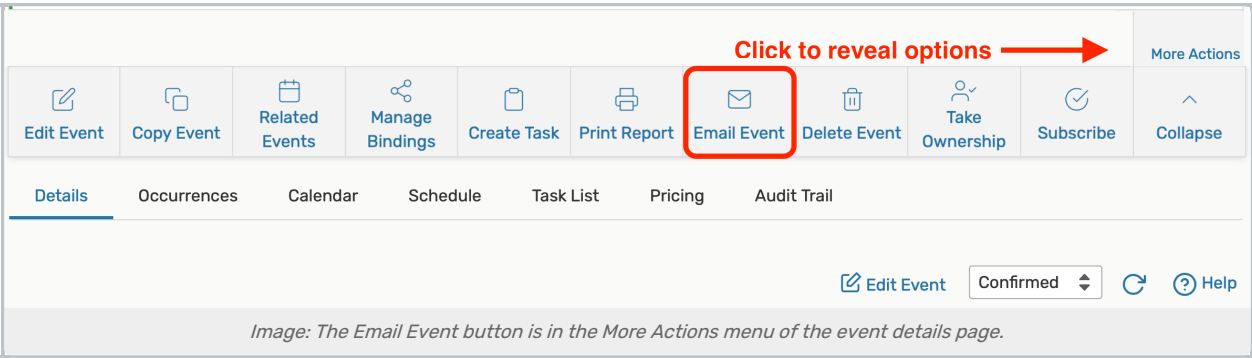 Click to reveal options
More Actions
Edit Event
Copy Event
Related
Events
Manage
Bindings
Create Task
Print Report
Email Event
Delete Event
Take
Ownership
Subscribe
Collapse
Details Occurrences Calendar Schedule Task List Pricing Audit Trail
Edit Event Confirmed Help
Image: The Email Event button is in the More Actions menu of the event details page.